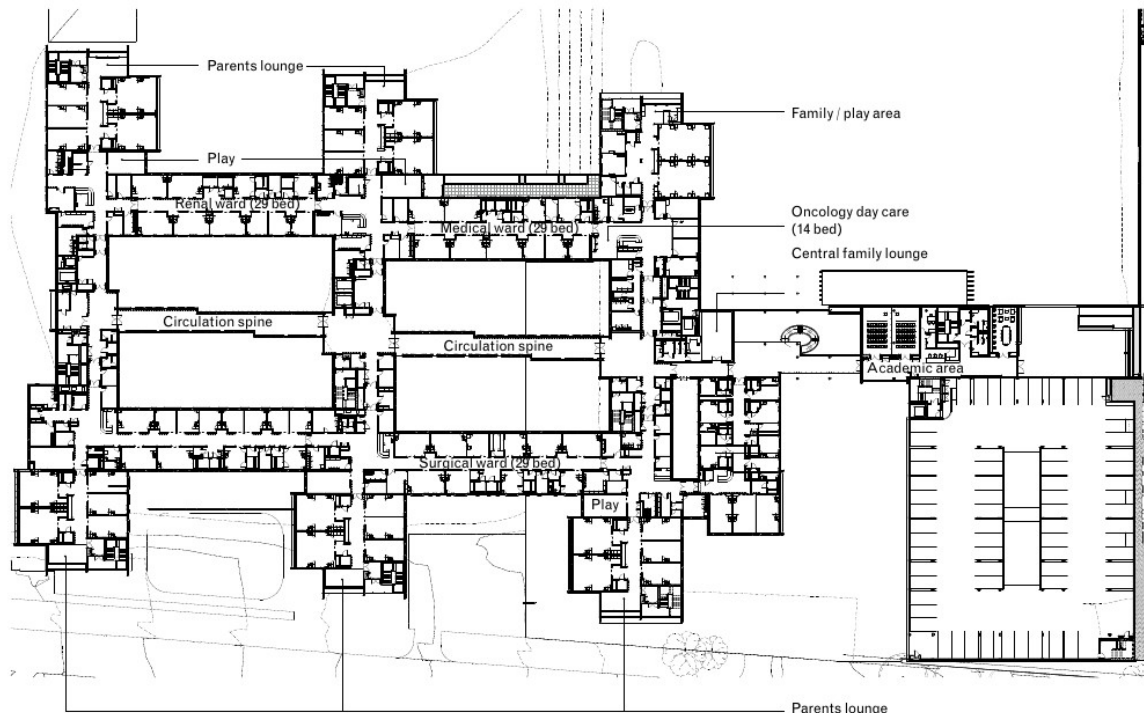 Parents lounge
Family / play area
Play
Renal ward (29 bed)
Oncology day care
(14 bed)
Medical ward (29 bed)
Central family lounge
Circulation spine
Circulation spine
Academic area
Surgical ward (29 bed)
Play
Parents lounge